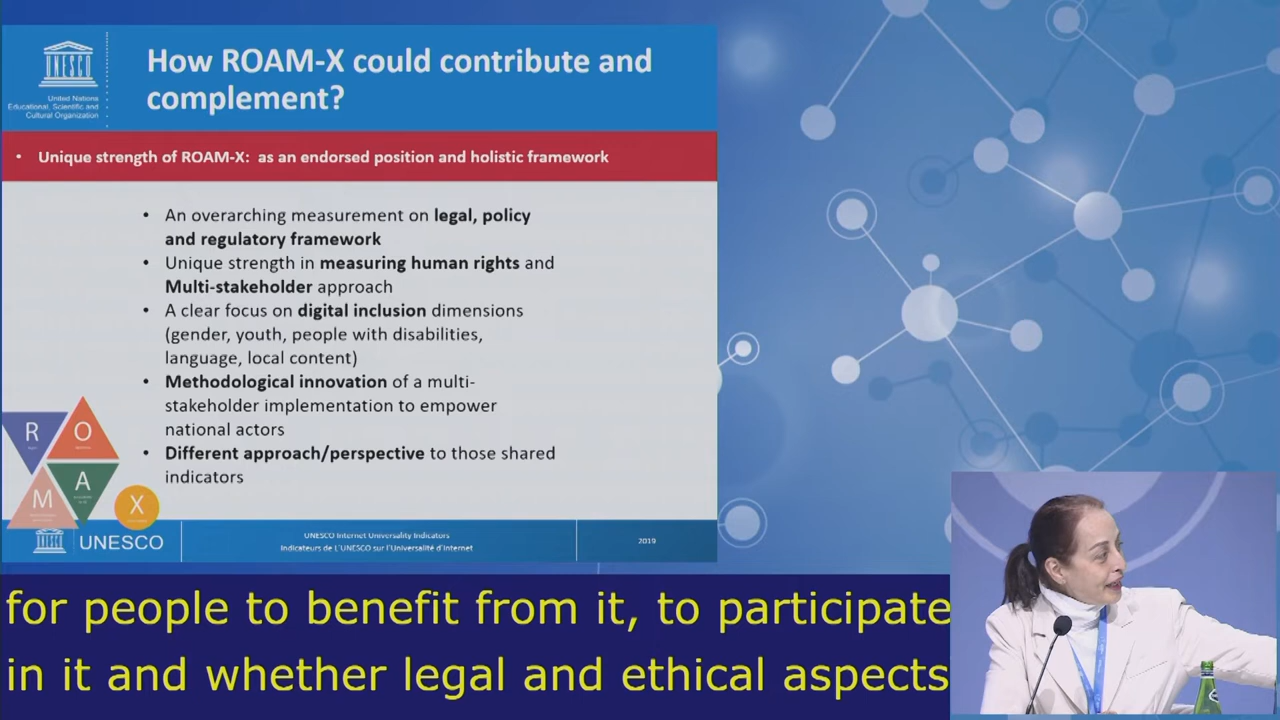 UNESCO
United Nations
Educational, Scientific and
Cultural Organization
How ROAM-X could contribute and
complement?
• Unique strength of ROAM-X: as an endorsed position and holistic framework
• An overarching measurement on legal, policy
and regulatory framework
• Unique strength in measuring human rights and
Multi-stakeholder approach
• A clear focus on digital inclusion dimensions
(gender, youth, people with disabilities,
language, local content)
• Methodological innovation of a multi-
stakeholder implementation to empower
national actors
• Different approach/perspective to those shared
indicators
R
O
A
M
X
UNESCO
UNESCO Internet Universality Indicators
Indicateurs de L'UNESCO sur l'Universalité d'Internet
2019
for people to benefit from it, to participate
in it and whether legal and ethical aspects